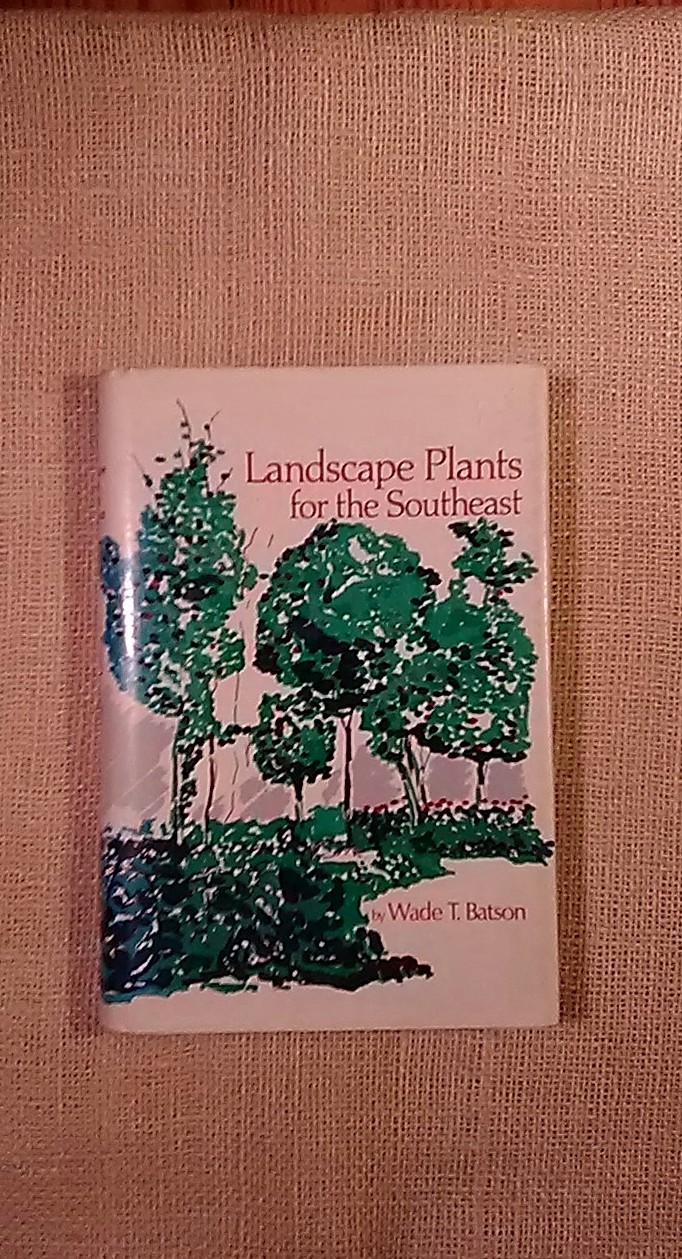 Landscape Plants
for the Southeast
by Wade T. Batson